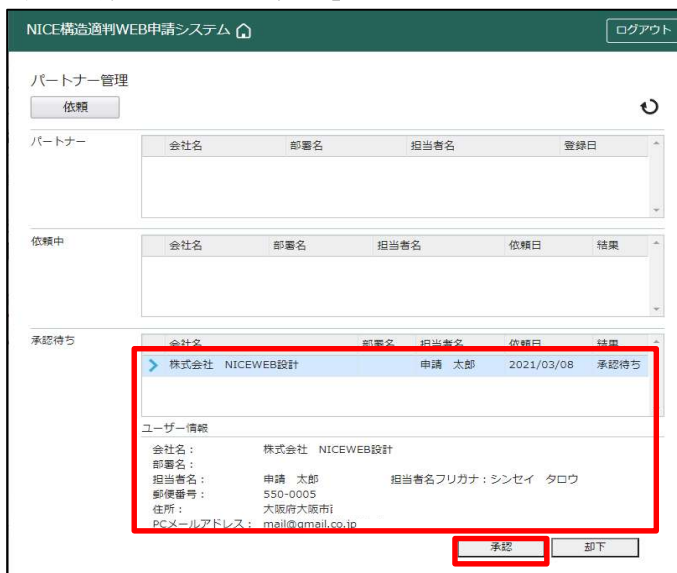 NICE構造適判WEB申請システム ログアウト
パートナー管理
依頼
パートナー 会社名 部署名 担当者名 登録日
依頼中 会社名 部署名 担当者名 依頼日 結果
承認待ち 会社名 部署名 担当者名 依頼日 結果
株式会社 NICEWEB設計 申請 太郎 2021/03/08 承認待ち
ユーザー情報
会社名: 株式会社 NICEWEB設計
部署名:
担当者名: 申請 太郎 担当者名フリガナ:シンセイ タロウ
郵便番号: 550-0005
住所: 大阪府大阪市
PCメールアドレス: mail@gmail.co.jp
承認 却下